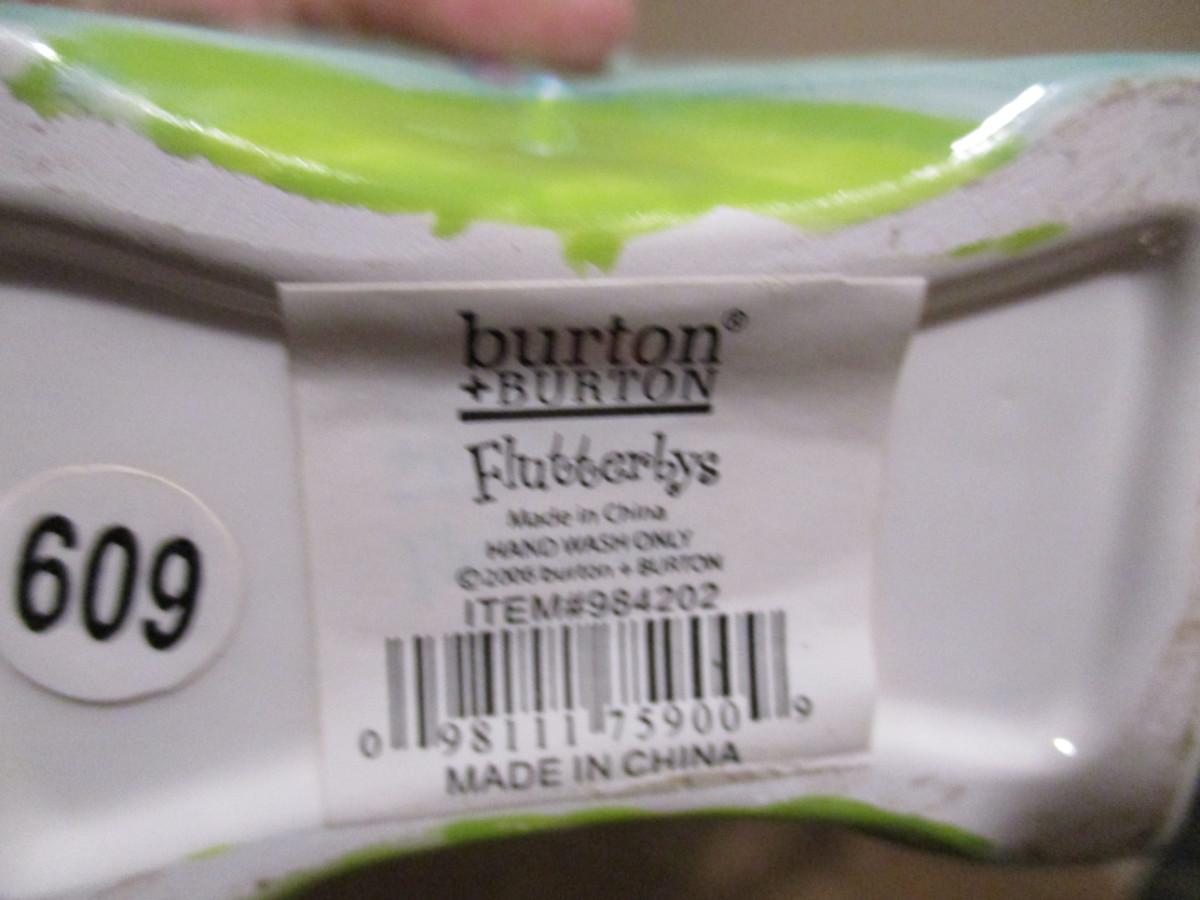 burton®
+BURTON
Flutterbys
Made in China
HAND WASH ONLY
©2006 burton + BURTON
ITEM#984202
0 98111 75900 9
MADE IN CHINA
609